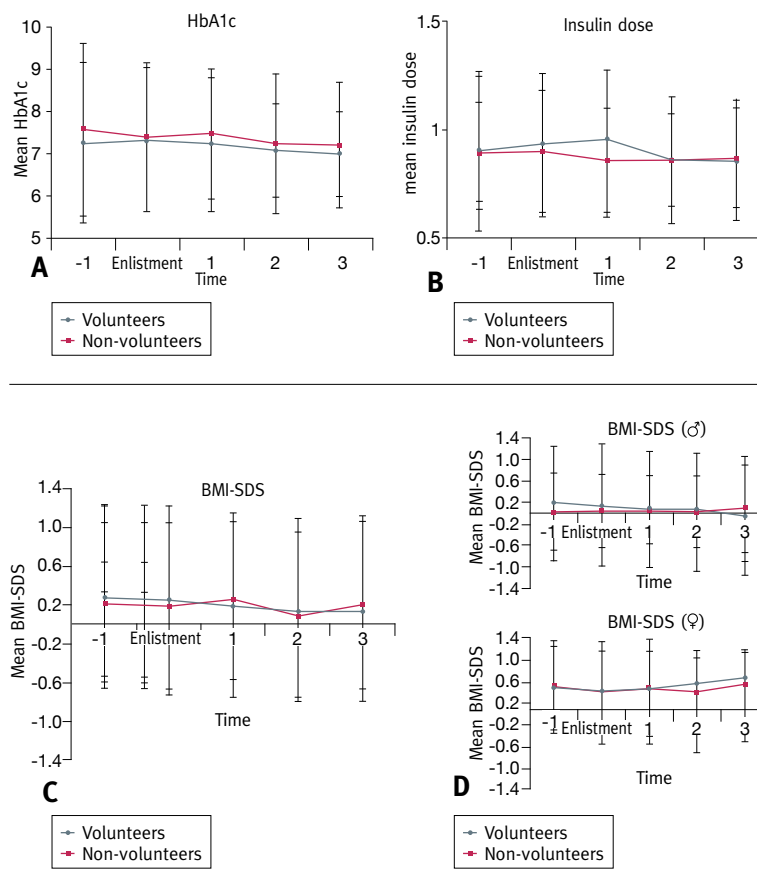 HbA1c
Mean HbA1c
10
9
8
7
6
5
-1 Enlistment 1 2 3
Time
A
Volunteers
Non-volunteers
Insulin dose
mean insulin dose
1.5
1
0.5
-1 Enlistment 1 2 3
Time
B
Volunteers
Non-volunteers
BMI-SDS
Mean BMI-SDS
1.4
1.0
0.6
0.2
-0.2
-0.6
-1.0
-1.4
-1 Enlistment 1 2 3
Time
C
Volunteers
Non-volunteers
BMI-SDS (♂)
Mean BMI-SDS
1.4
1.0
0.6
0.2
-0.2
-0.6
-1.0
-1.4
-1 Enlistment 1 2 3
Time
BMI-SDS (♀)
Mean BMI-SDS
1.4
1.0
0.6
0.2
-0.2
-0.6
-1.0
-1.4
-1 Enlistment 1 2 3
Time
D
Volunteers
Non-volunteers